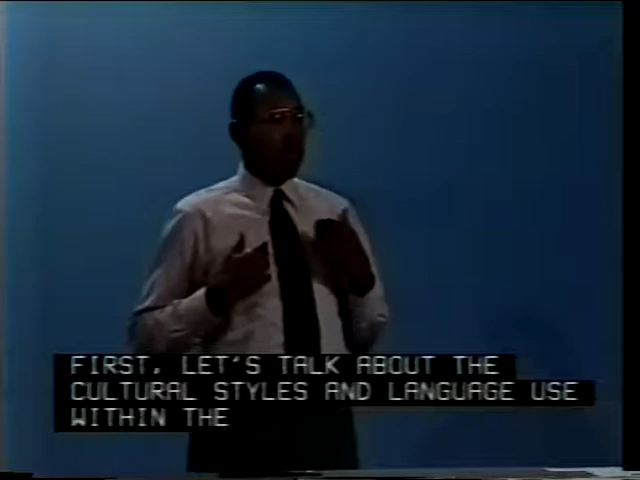 FIRST, LET'S TALK ABOUT THE
CULTURAL STYLES AND LANGUAGE USE
WITHIN THE